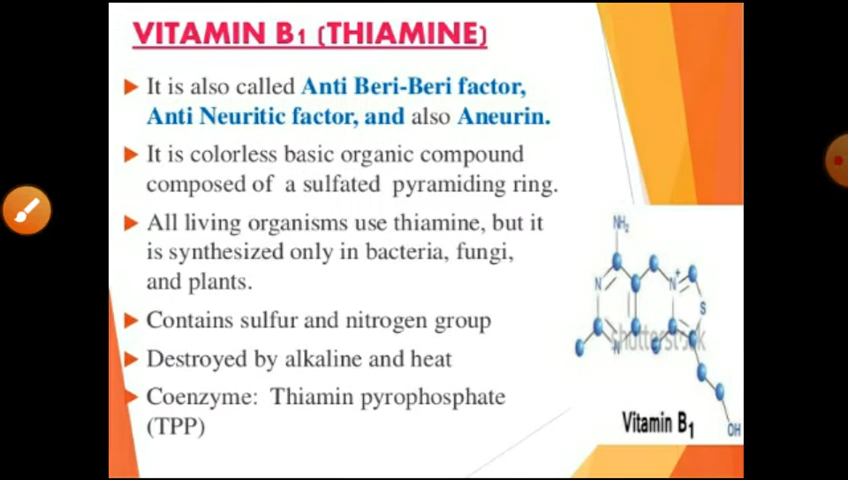 VITAMIN B1 (THIAMINE)
It is also called Anti Beri-Beri factor,
Anti Neuritic factor, and also Aneurin.
It is colorless basic organic compound
composed of a sulfated pyramiding ring.
All living organisms use thiamine, but it
is synthesized only in bacteria, fungi,
and plants.
Contains sulfur and nitrogen group
Destroyed by alkaline and heat
Coenzyme: Thiamin pyrophosphate
(TPP)
NH2
N
N+
S
N
shutterstock
OH
Vitamin B1